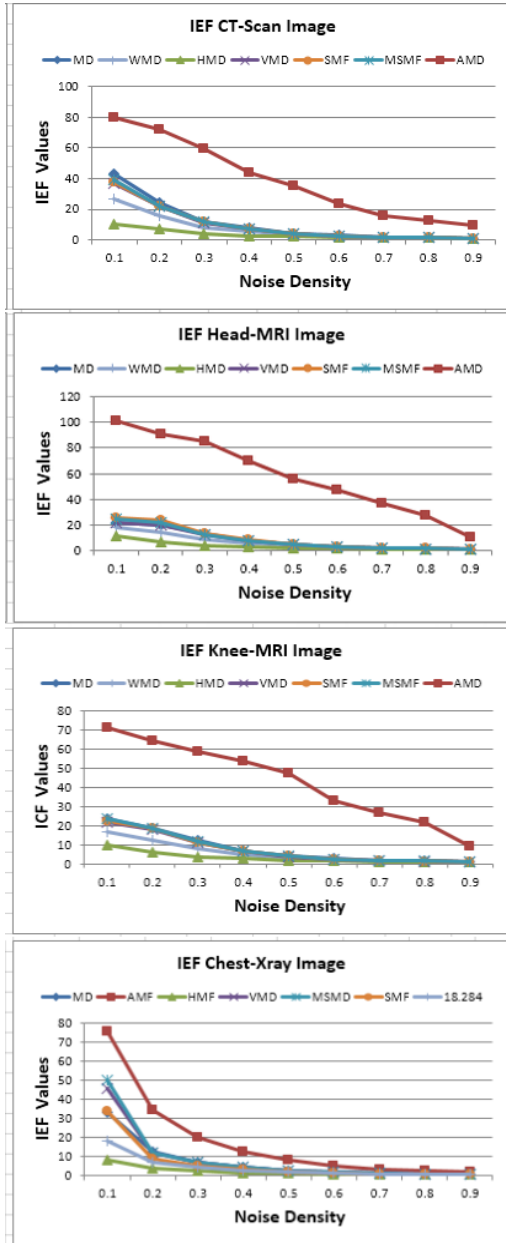 IEF CT-Scan Image
MD WMD HMD VMD SMF MSMF AMD
100
80
60
40
20
0
IEF Values
0.1 0.2 0.3 0.4 0.5 0.6 0.7 0.8 0.9
Noise Density
IEF Head-MRI Image
MD WMD HMD VMD SMF MSMF AMD
120
100
80
60
40
20
0
IEF Values
0.1 0.2 0.3 0.4 0.5 0.6 0.7 0.8 0.9
Noise Density
IEF Knee-MRI Image
MD WMD HMD VMD SMF MSMF AMD
80
70
60
50
40
30
20
10
0
ICF Values
0.1 0.2 0.3 0.4 0.5 0.6 0.7 0.8 0.9
Noise Density
IEF Chest-Xray Image
MD AMF HMF VMD MSMD SMF 18.284
80
70
60
50
40
30
20
10
0
IEF Values
0.1 0.2 0.3 0.4 0.5 0.6 0.7 0.8 0.9
Noise Density